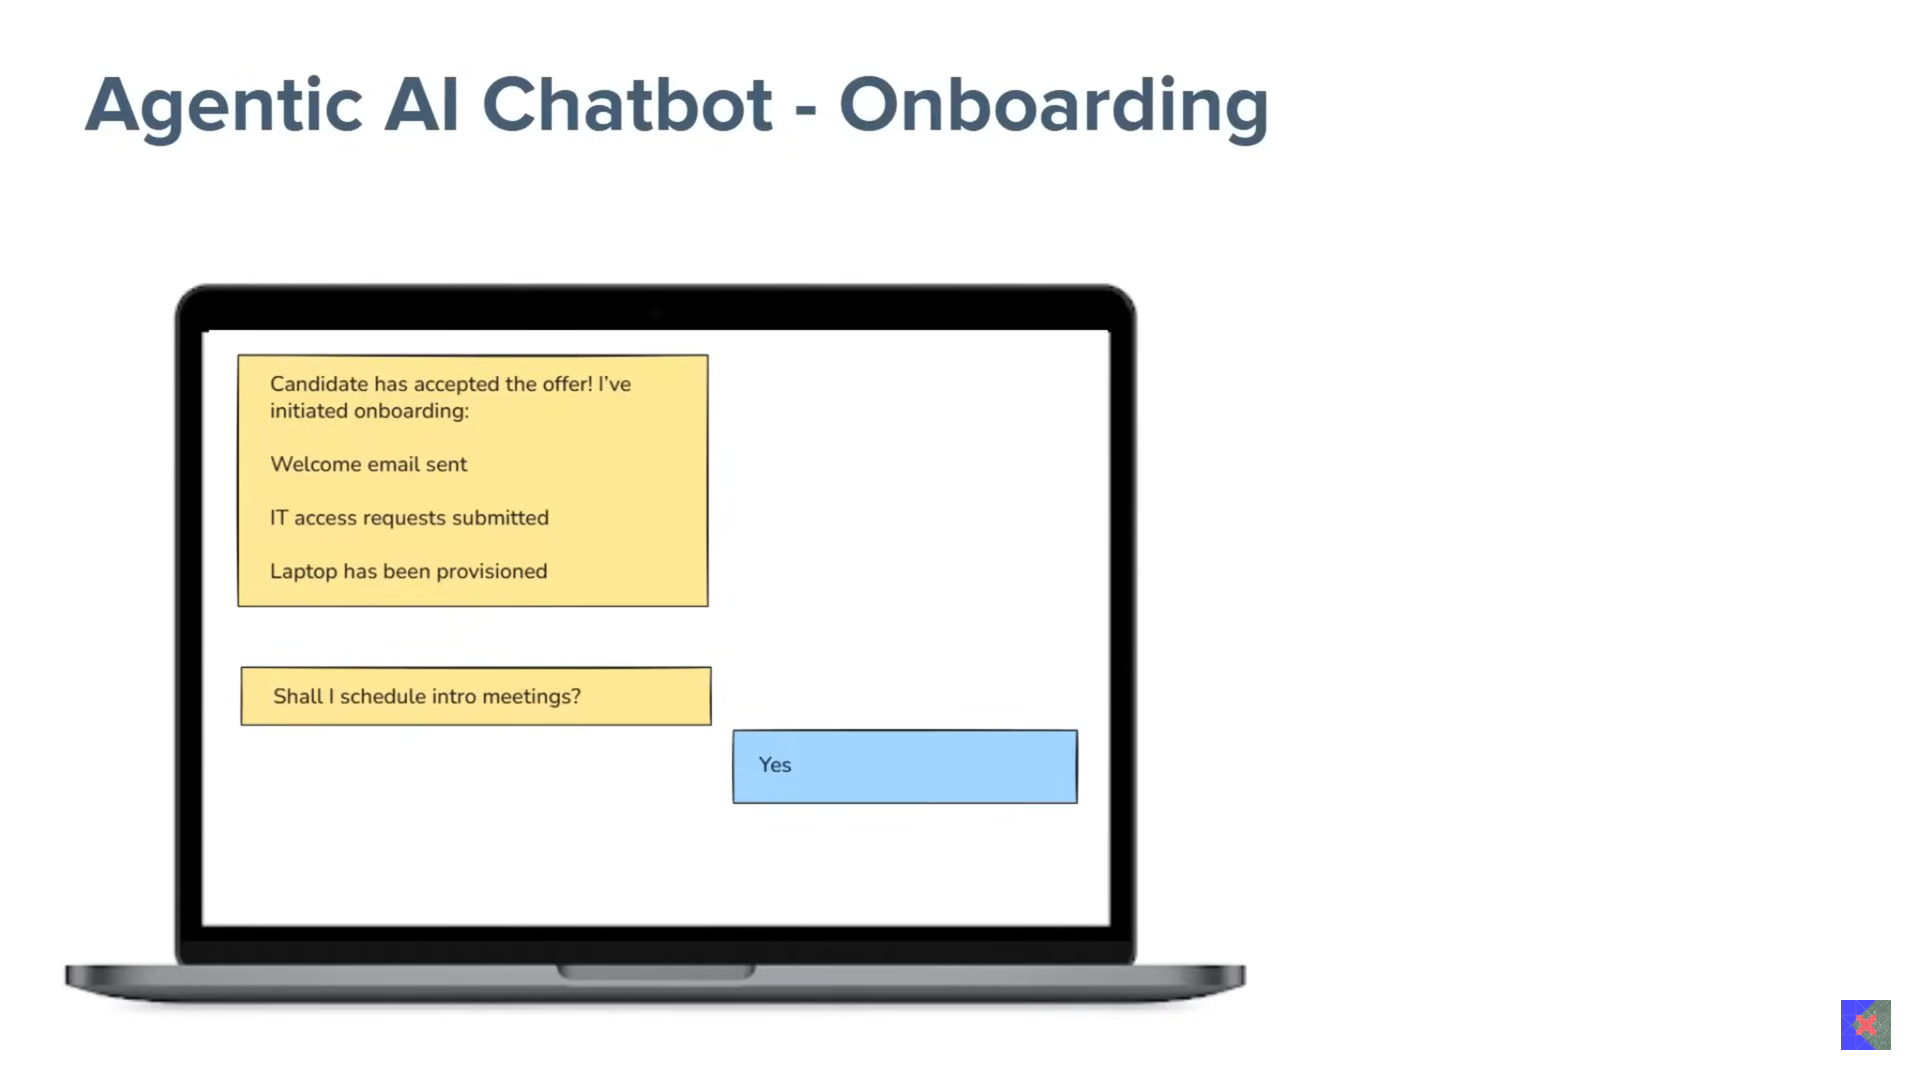 Agentic AI Chatbot - Onboarding
Candidate has accepted the offer! I’ve
initiated onboarding:
Welcome email sent
IT access requests submitted
Laptop has been provisioned
Shall I schedule intro meetings?
Yes